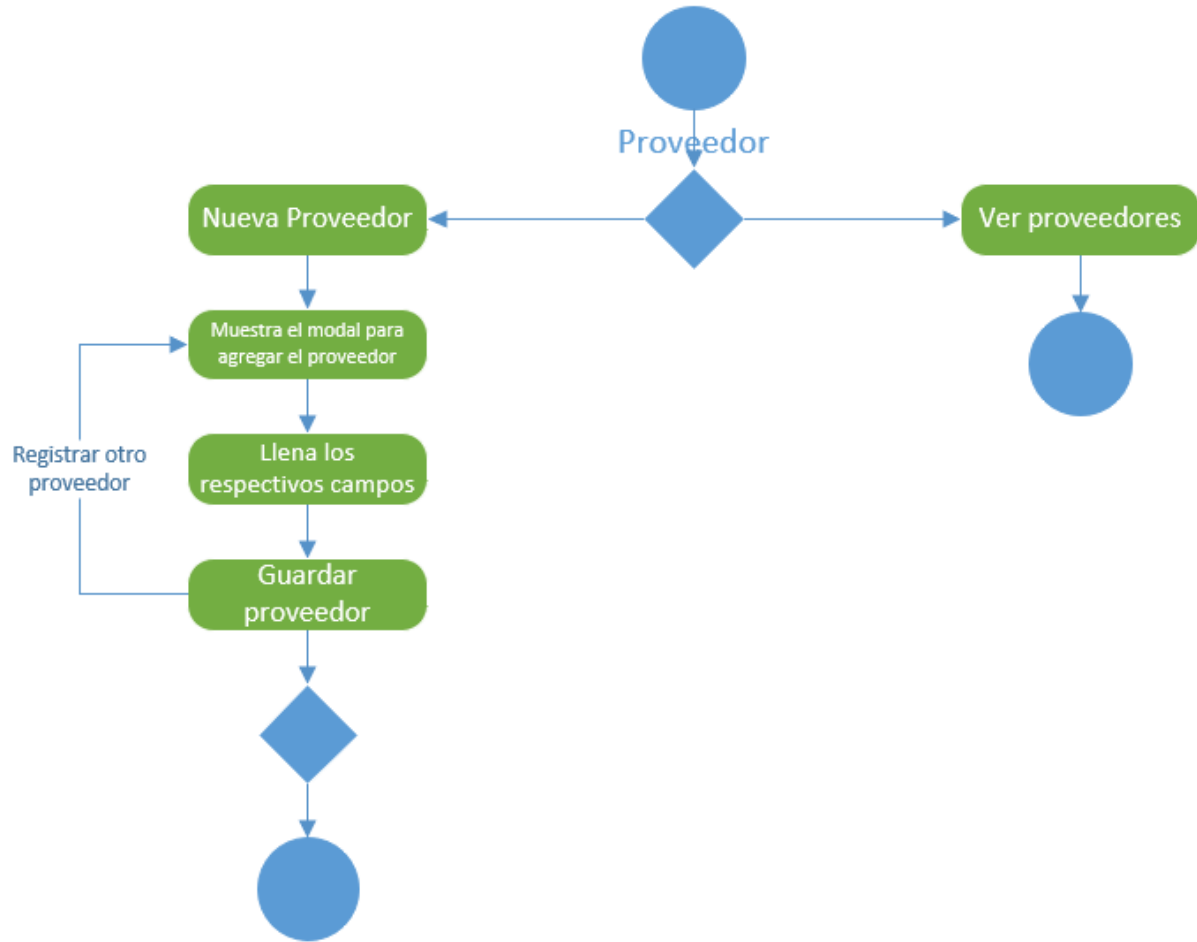 Proveedor
Nueva Proveedor
Ver proveedores
Muestra el modal para
agregar el proveedor
Llena los
respectivos campos
Registrar otro
proveedor
Guardar
proveedor